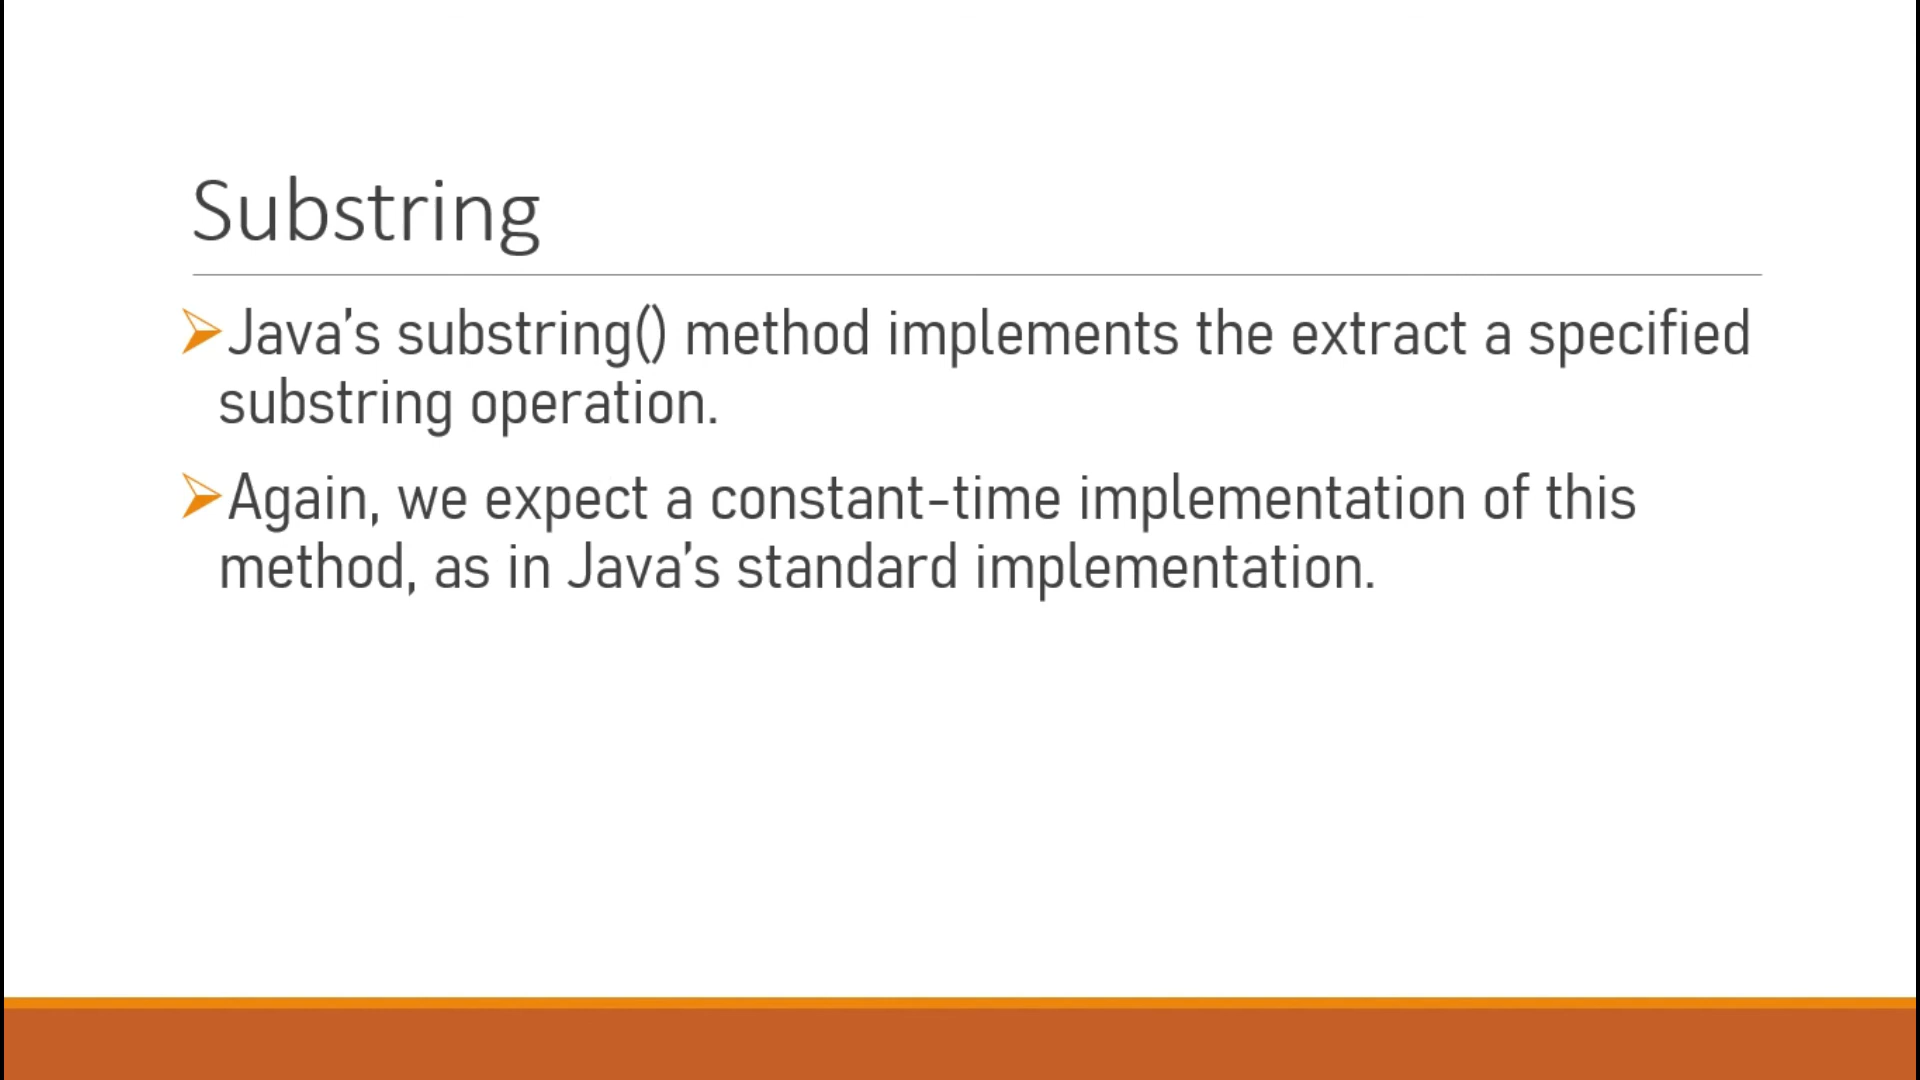 Substring
Java’s substring() method implements the extract a specified
substring operation.
Again, we expect a constant-time implementation of this
method, as in Java’s standard implementation.